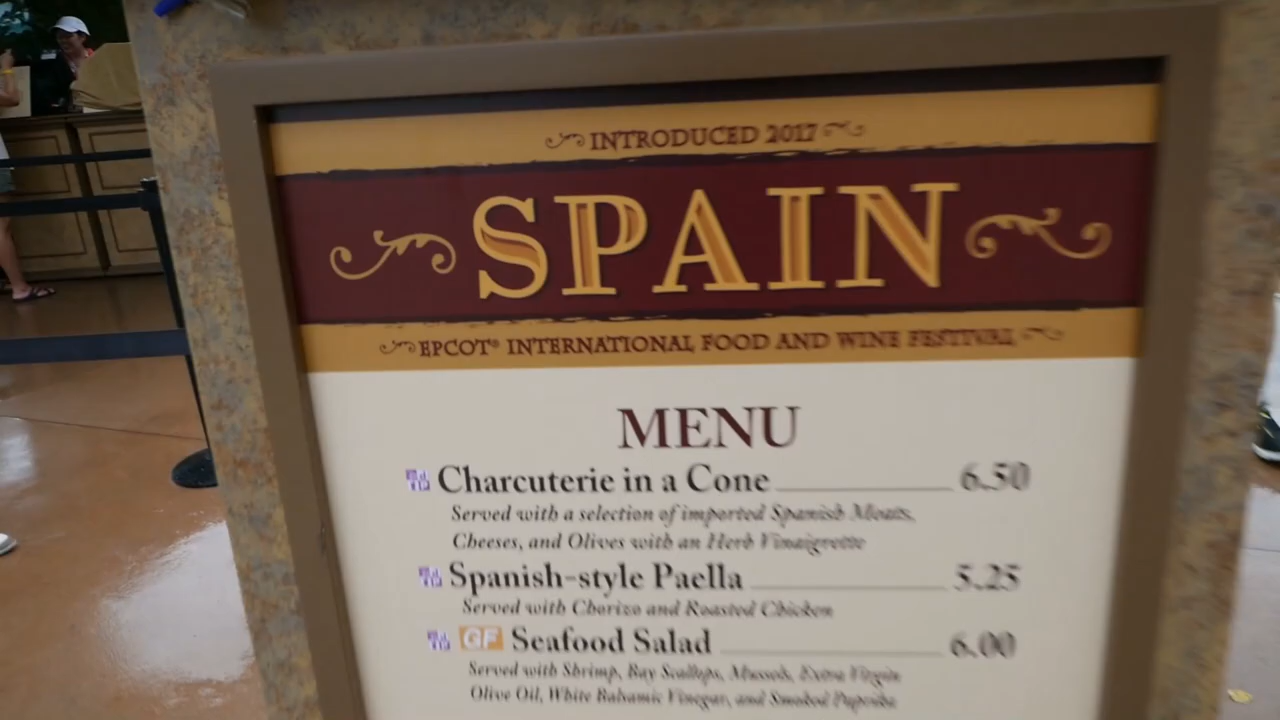 INTRODUCED 2017
SPAIN
EPCOT® INTERNATIONAL FOOD AND WINE FESTIVAL
MENU
Charcuterie in a Cone 6.50
Served with a selection of imported Spanish Meats,
Cheeses, and Olives with an Herb Vinaigrette
Spanish-style Paella 5.25
Served with Chorizo and Roasted Chicken
GF Seafood Salad 6.00
Served with Shrimp, Bay Scallops, Mussels, Extra Virgin
Olive Oil, White Balsamic Vinegar, and Smoked Paprika